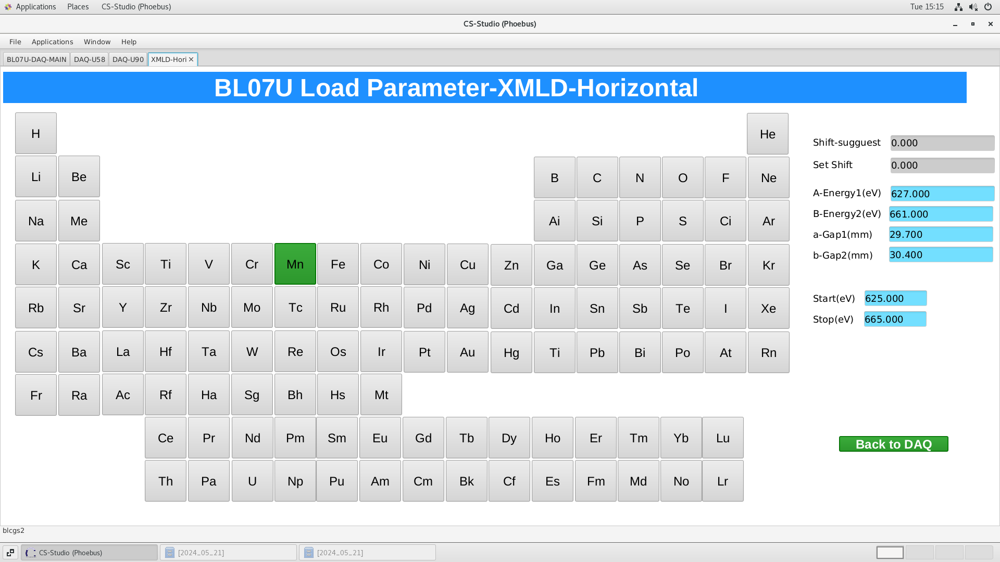 Applications Places CS-Studio (Phoebus) Tue 15:15
CS-Studio (Phoebus)
File Applications Window Help
BL07U-DAQ-MAIN DAQ-U58 DAQ-U90 XMLD-Hori
BL07U Load Parameter-XMLD-Horizontal
H He
Li Be B C N O F Ne
Na Me Ai Si P S Ci Ar
K Ca Sc Ti V Cr Mn Fe Co Ni Cu Zn Ga Ge As Se Br Kr
Rb Sr Y Zr Nb Mo Tc Ru Rh Pd Ag Cd In Sn Sb Te I Xe
Cs Ba La Hf Ta W Re Os Ir Pt Au Hg Ti Pb Bi Po At Rn
Fr Ra Ac Rf Ha Sg Bh Hs Mt
Ce Pr Nd Pm Sm Eu Gd Tb Dy Ho Er Tm Yb Lu
Th Pa U Np Pu Am Cm Bk Cf Es Fm Md No Lr
Shift-sugguest 0.000
Set Shift 0.000
A-Energy1(eV) 627.000
B-Energy2(eV) 661.000
a-Gap1(mm) 29.700
b-Gap2(mm) 30.400
Start(eV) 625.000
Stop(eV) 665.000
Back to DAQ
blcgs2
CS-Studio (Phoebus) [2024_05_21] [2024_05_21]